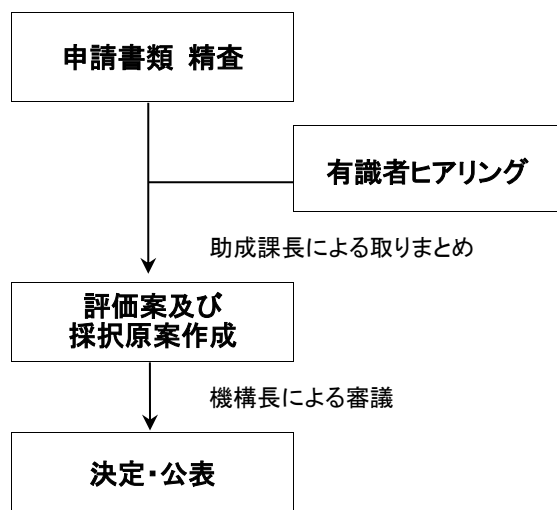 申請書類 精査
有識者ヒアリング
助成課長による取りまとめ
評価案及び
採択原案作成
機構長による審議
決定・公表